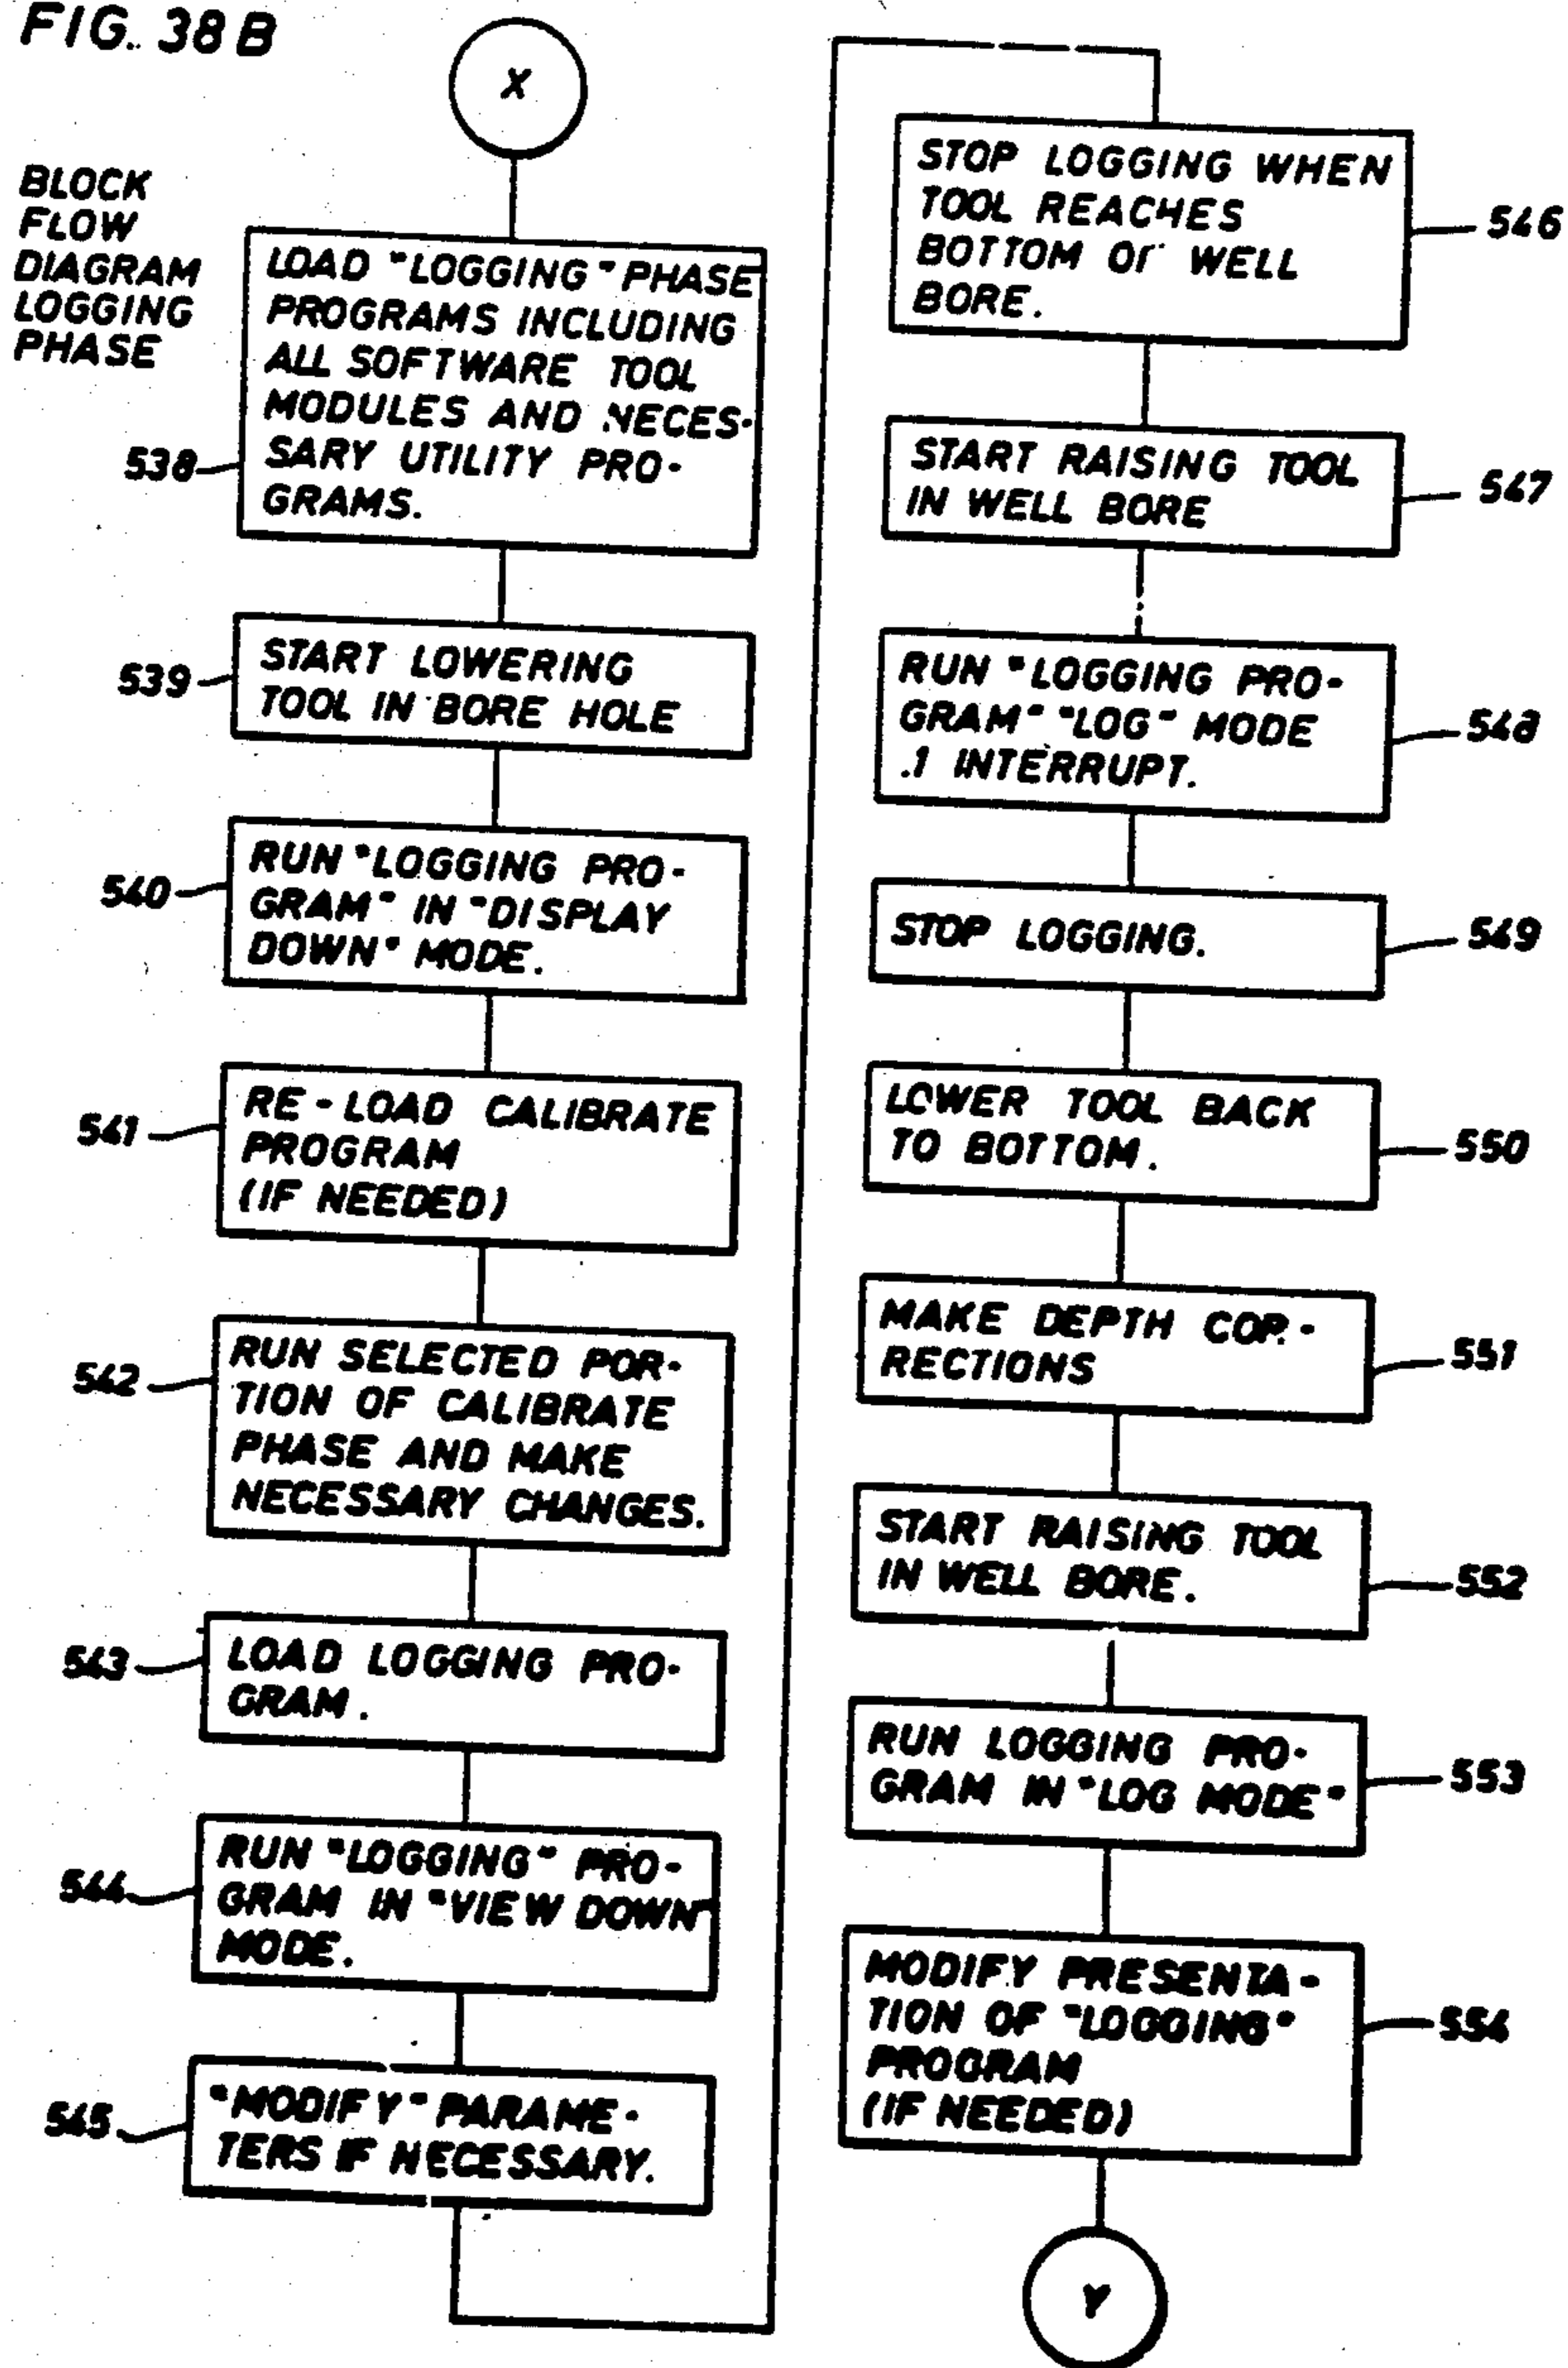 FIG. 38B
X
BLOCK
FLOW
DIAGRAM
LOGGING
PHASE
LOAD "LOGGING" PHASE
PROGRAMS INCLUDING
ALL SOFTWARE TOOL
MODULES AND NECES-
SARY UTILITY PRO-
GRAMS.
538
START LOWERING
TOOL IN BORE HOLE
539
RUN "LOGGING PRO-
GRAM" IN "DISPLAY
DOWN" MODE.
540
RE-LOAD CALIBRATE
PROGRAM
(IF NEEDED)
541
RUN SELECTED POR-
TION OF CALIBRATE
PHASE AND MAKE
NECESSARY CHANGES.
542
LOAD LOGGING PRO-
GRAM.
543
RUN "LOGGING" PRO-
GRAM IN "VIEW DOWN"
MODE.
544
"MODIFY" PARAME-
TERS IF NECESSARY.
545
STOP LOGGING WHEN
TOOL REACHES
BOTTOM OF WELL
BORE.
546
START RAISING TOOL
IN WELL BORE
547
RUN "LOGGING PRO-
GRAM" "LOG" MODE
.1 INTERRUPT.
548
STOP LOGGING.
549
LOWER TOOL BACK
TO BOTTOM.
550
MAKE DEPTH COR-
RECTIONS
551
START RAISING TOOL
IN WELL BORE.
552
RUN LOGGING PRO-
GRAM IN "LOG MODE"
553
MODIFY PRESENTA-
TION OF "LOGGING"
PROGRAM
(IF NEEDED)
554
Y